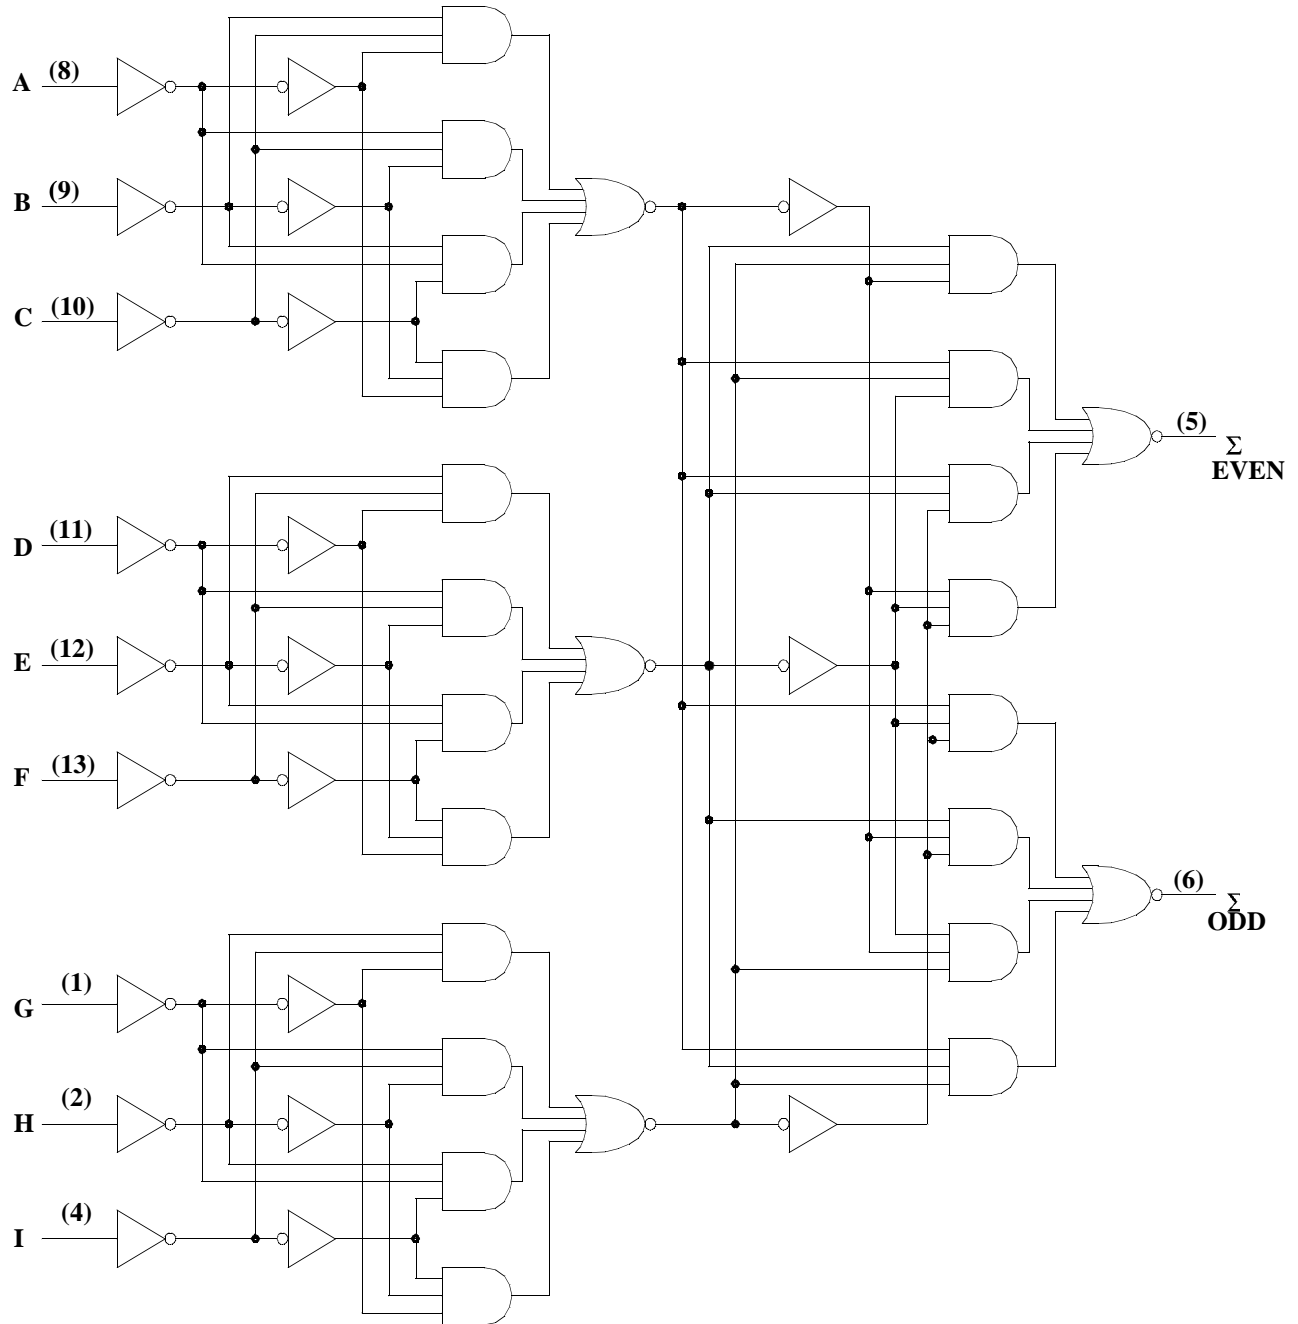 A (8)
B (9)
C (10)
(5)
Σ
EVEN
D (11)
E (12)
F (13)
(6)
Σ
ODD
G (1)
H (2)
I (4)